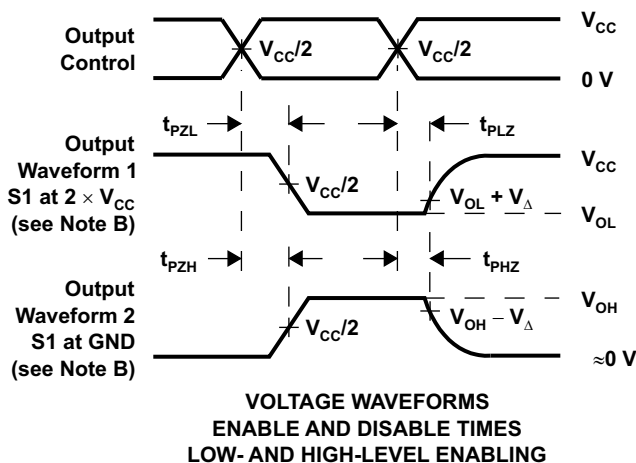 Output
Control
V_CC/2
V_CC/2
V_CC
0 V
t_PZL
t_PLZ
Output
Waveform 1
S1 at 2 × V_CC
(see Note B)
V_CC/2
V_CC
V_OL + V_Δ
V_OL
t_PZH
t_PHZ
Output
Waveform 2
S1 at GND
(see Note B)
V_CC/2
V_OH
V_OH − V_Δ
≈0 V
VOLTAGE WAVEFORMS
ENABLE AND DISABLE TIMES
LOW- AND HIGH-LEVEL ENABLING